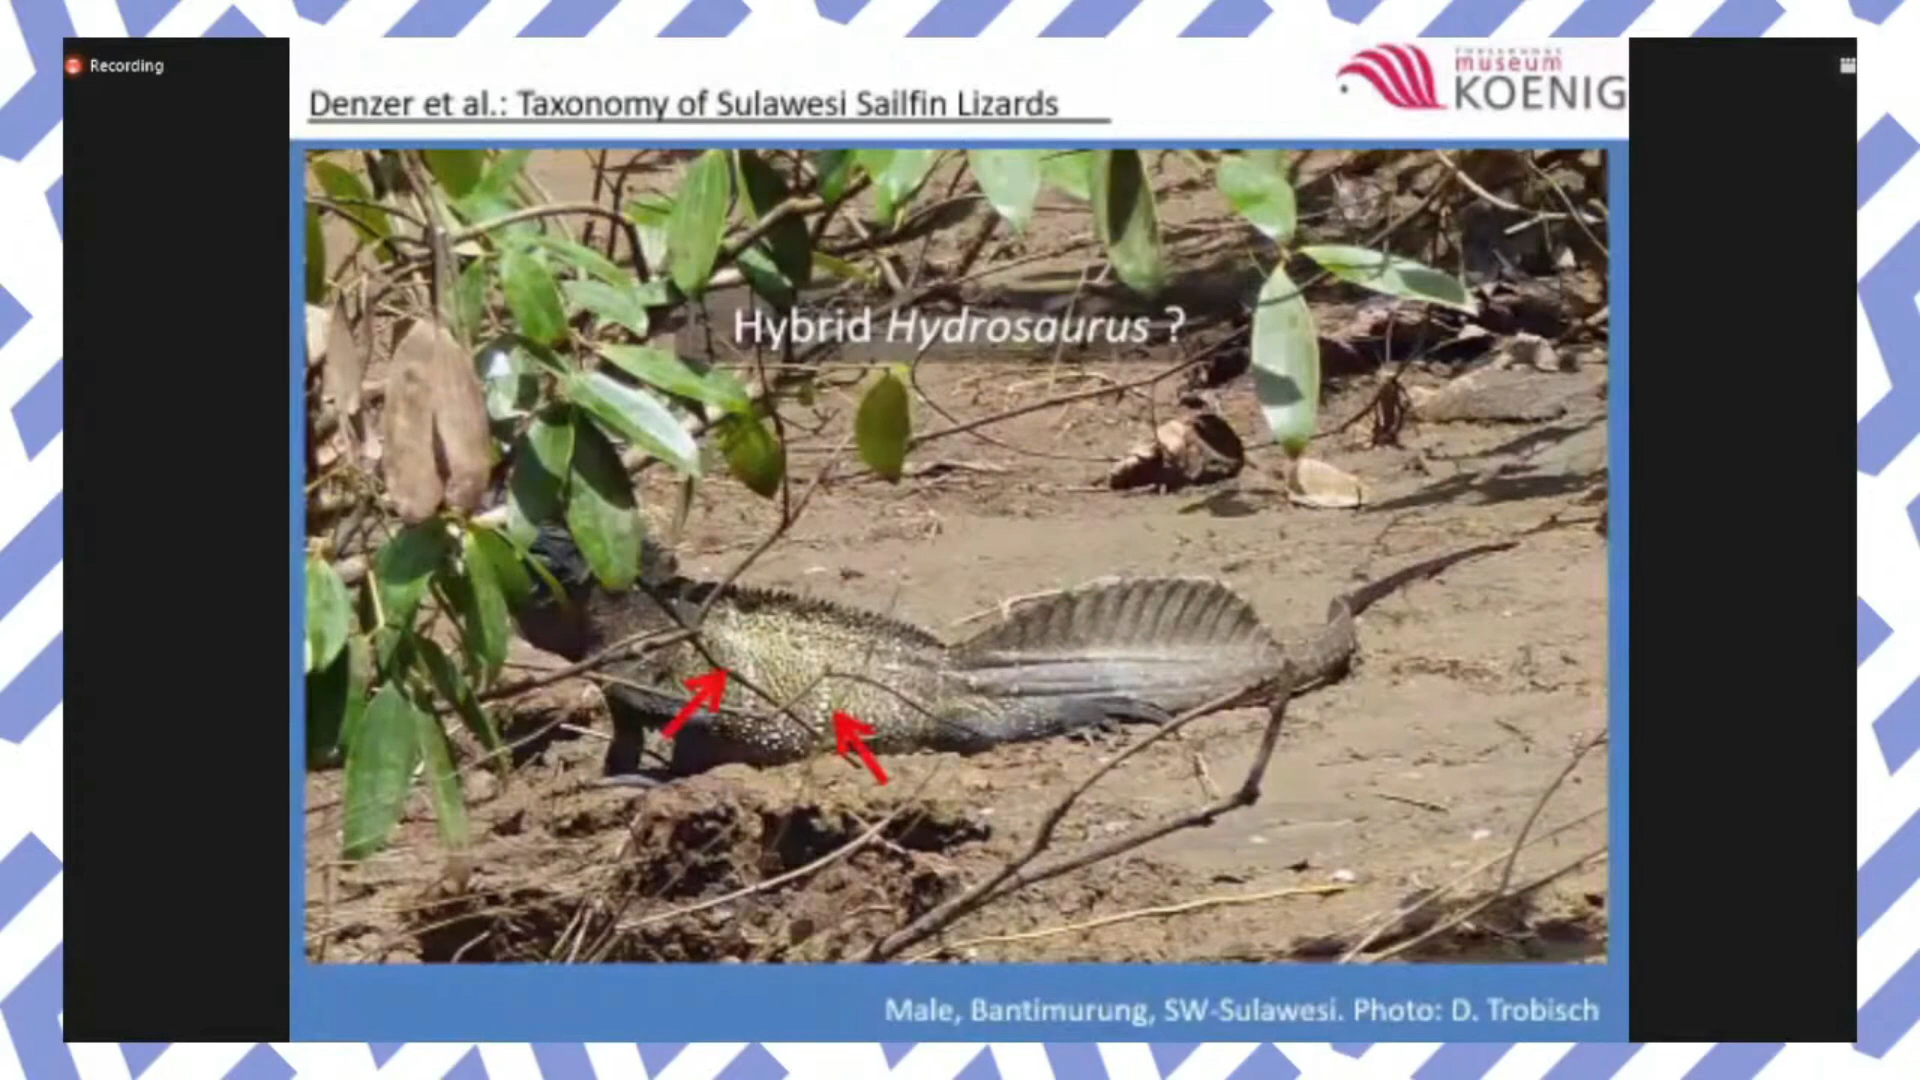 Recording
Denzer et al.: Taxonomy of Sulawesi Sailfin Lizards
museum
KOENIG
Hybrid Hydrosaurus ?
Male, Bantimurung, SW-Sulawesi. Photo: D. Trobisch